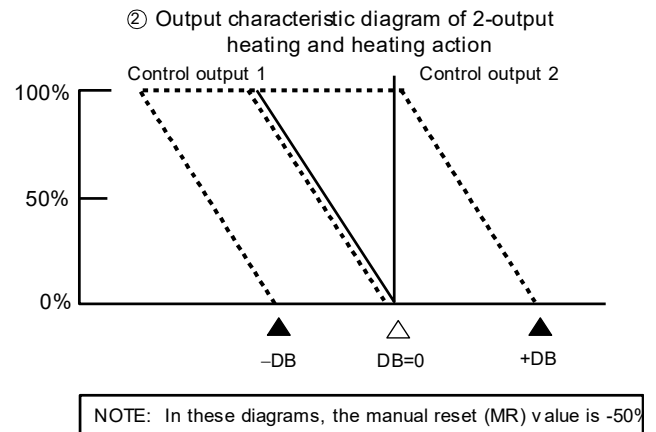 ② Output characteristic diagram of 2-output
heating and heating action
Control output 1
Control output 2
100%
50%
0%
–DB
DB=0
+DB
NOTE: In these diagrams, the manual reset (MR) value is -50%